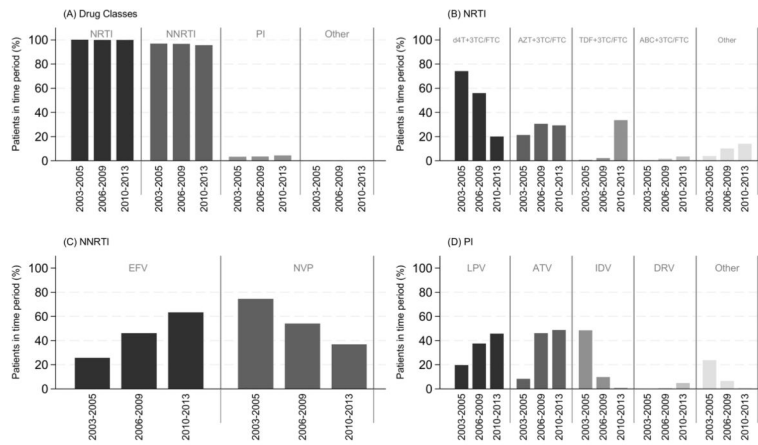 (A) Drug Classes
NRTI NNRTI PI Other
Patients in time period (%)
100
80
60
40
20
0
2003-2005 2006-2009 2010-2013 2003-2005 2006-2009 2010-2013 2003-2005 2006-2009 2010-2013 2003-2005 2006-2009 2010-2013
(B) NRTI
d4T+3TC/FTC AZT+3TC/FTC TDF+3TC/FTC ABC+3TC/FTC Other
Patients in time period (%)
100
80
60
40
20
0
2003-2005 2006-2009 2010-2013 2003-2005 2006-2009 2010-2013 2003-2005 2006-2009 2010-2013 2003-2005 2006-2009 2010-2013 2003-2005 2006-2009 2010-2013
(C) NNRTI
EFV NVP
Patients in time period (%)
100
80
60
40
20
0
2003-2005 2006-2009 2010-2013 2003-2005 2006-2009 2010-2013
(D) PI
LPV ATV IDV DRV Other
Patients in time period (%)
100
80
60
40
20
0
2003-2005 2006-2009 2010-2013 2003-2005 2006-2009 2010-2013 2003-2005 2006-2009 2010-2013 2003-2005 2006-2009 2010-2013 2003-2005 2006-2009 2010-2013